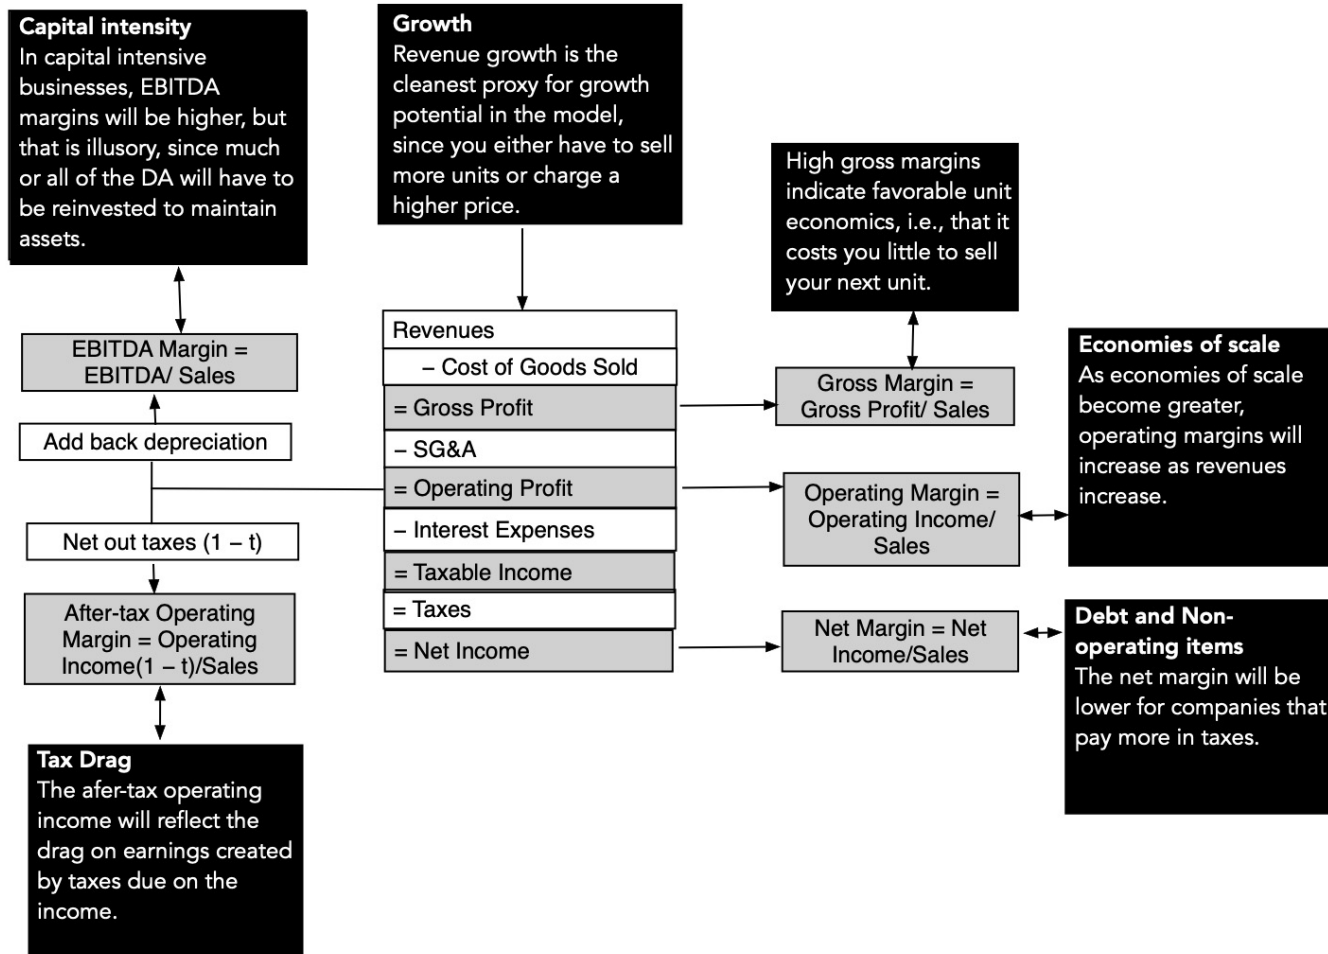 Capital intensity
In capital intensive
businesses, EBITDA
margins will be higher, but
that is illusory, since much
or all of the DA will have to
be reinvested to maintain
assets.
Growth
Revenue growth is the
cleanest proxy for growth
potential in the model,
since you either have to sell
more units or charge a
higher price.
High gross margins
indicate favorable unit
economics, i.e., that it
costs you little to sell
your next unit.
EBITDA Margin =
EBITDA/ Sales
Add back depreciation
Net out taxes (1 – t)
After-tax Operating
Margin = Operating
Income(1 – t)/Sales
Tax Drag
The afer-tax operating
income will reflect the
drag on earnings created
by taxes due on the
income.
Revenues
– Cost of Goods Sold
= Gross Profit
– SG&A
= Operating Profit
– Interest Expenses
= Taxable Income
= Taxes
= Net Income
Gross Margin =
Gross Profit/ Sales
Operating Margin =
Operating Income/
Sales
Net Margin = Net
Income/Sales
Economies of scale
As economies of scale
become greater,
operating margins will
increase as revenues
increase.
Debt and Non-
operating items
The net margin will be
lower for companies that
pay more in taxes.